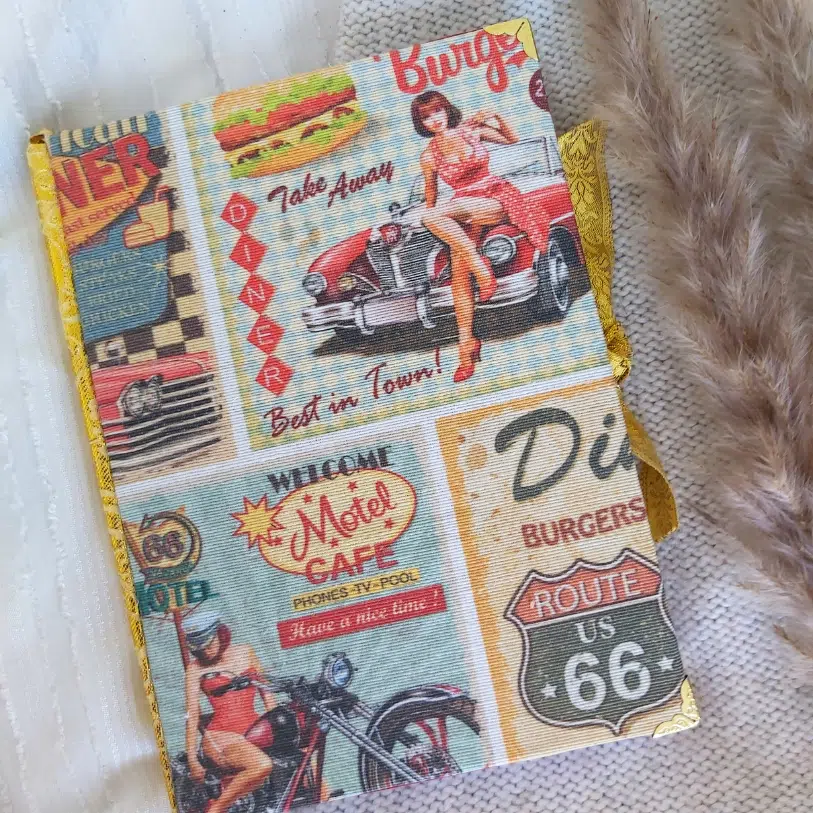 NER
Burge
Take Away
DINER
Best in Town!
WELCOME
Motel
CAFE
PHONES-TV-POOL
Have a nice time!
66
OTEL
Di
BURGERS
ROUTE
US
66